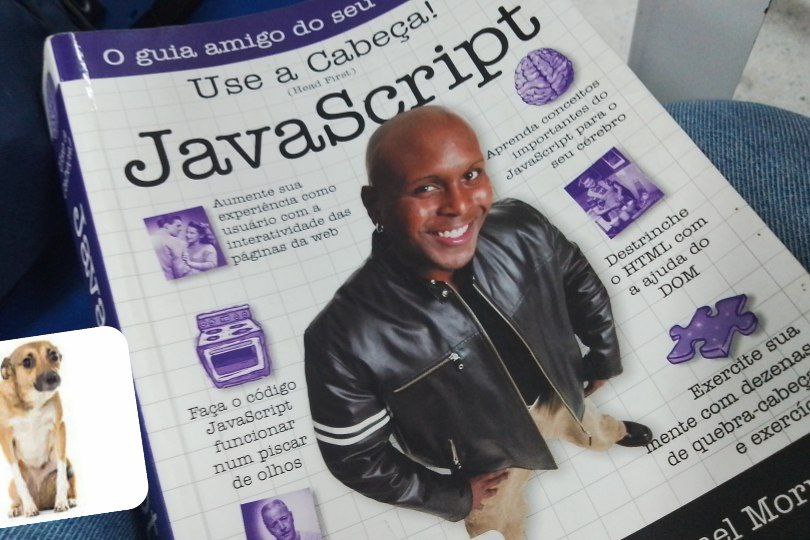 O guia amigo do seu
Use a Cabeça!
(Head First)
JavaScript
Aprenda conceitos
importantes do
JavaScript para o
seu cérebro
Aumente sua
experiência como
usuário com a
interatividade das
páginas da web
Destrinche
o HTML com
a ajuda do
DOM
Faça o código
JavaScript
funcionar
num piscar
de olhos
Exercite sua
mente com dezenas
de quebra-cabeç
e exercí